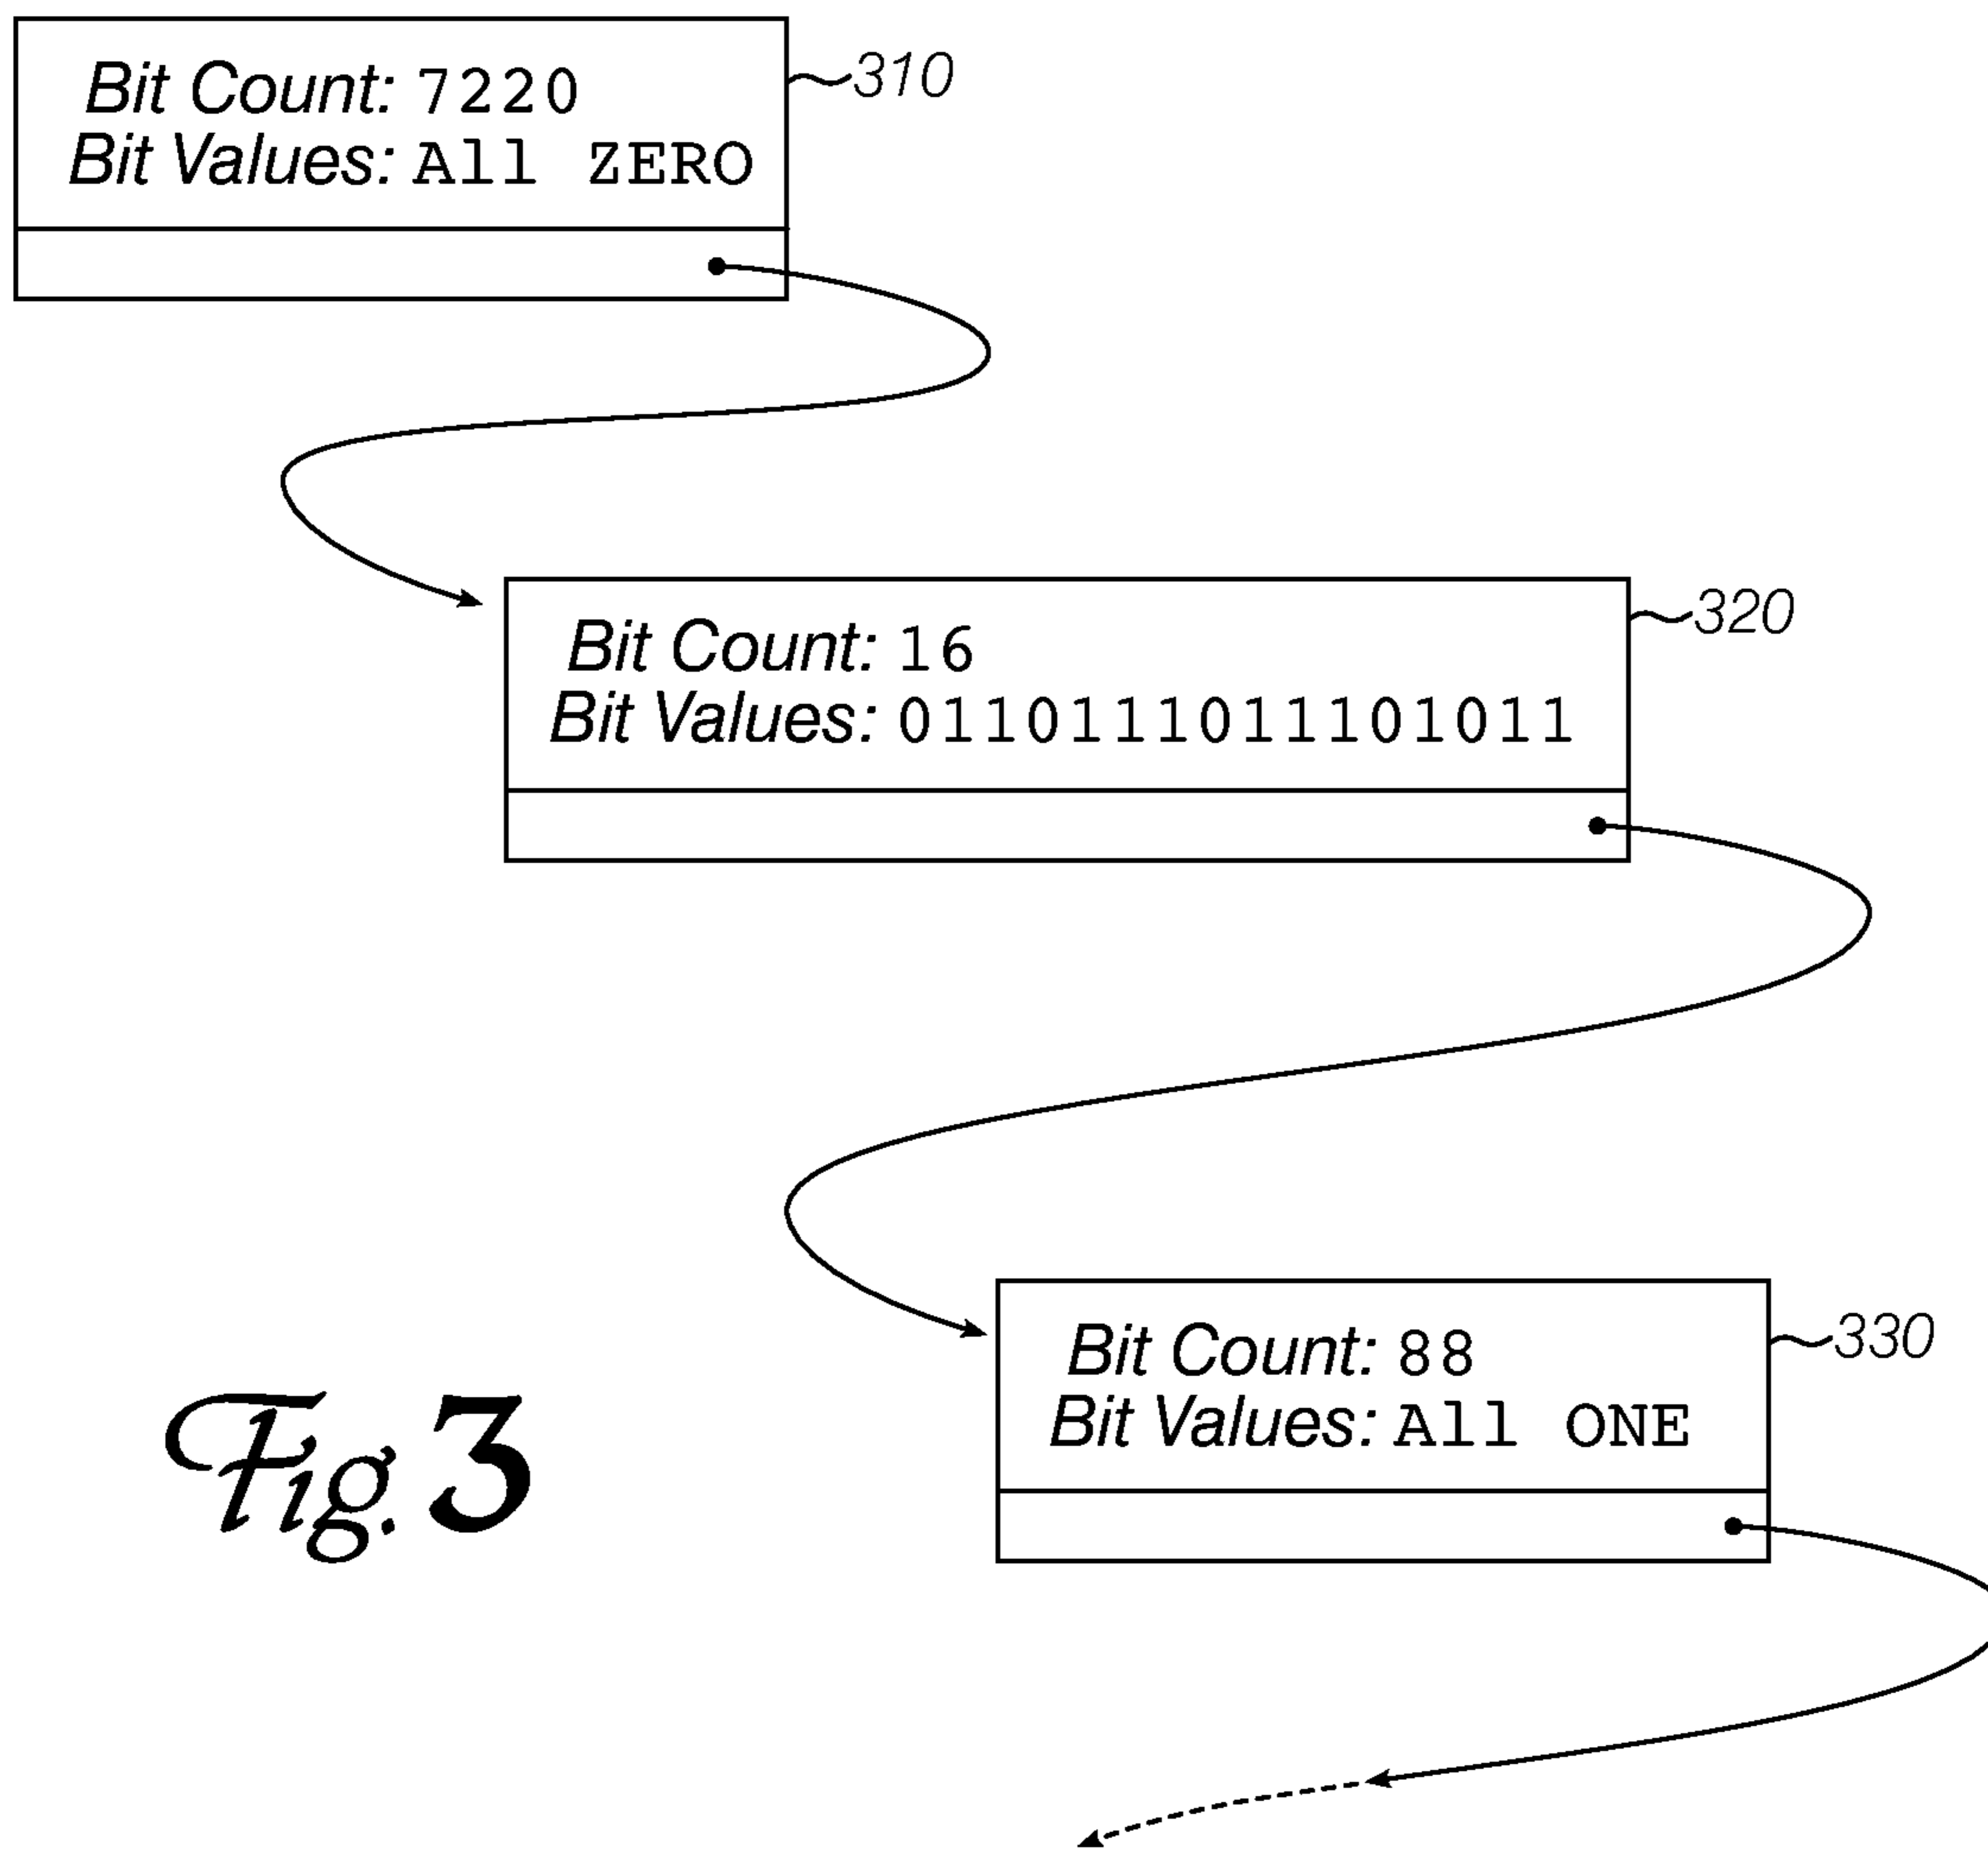 Bit Count: 7220
Bit Values: All ZERO
310
Bit Count: 16
Bit Values: 0110111011101011
320
Bit Count: 88
Bit Values: All ONE
330
Fig. 3